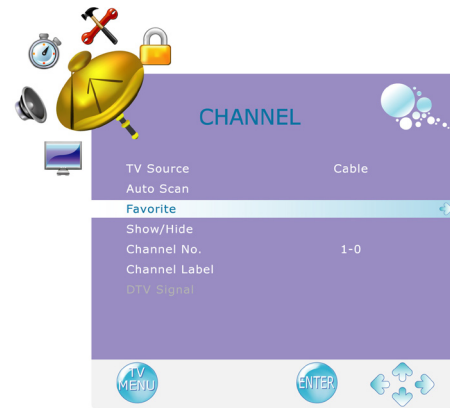 CHANNEL
TV Source Cable
Auto Scan
Favorite
Show/Hide
Channel No. 1-0
Channel Label
DTV Signal
TV
MENU
ENTER